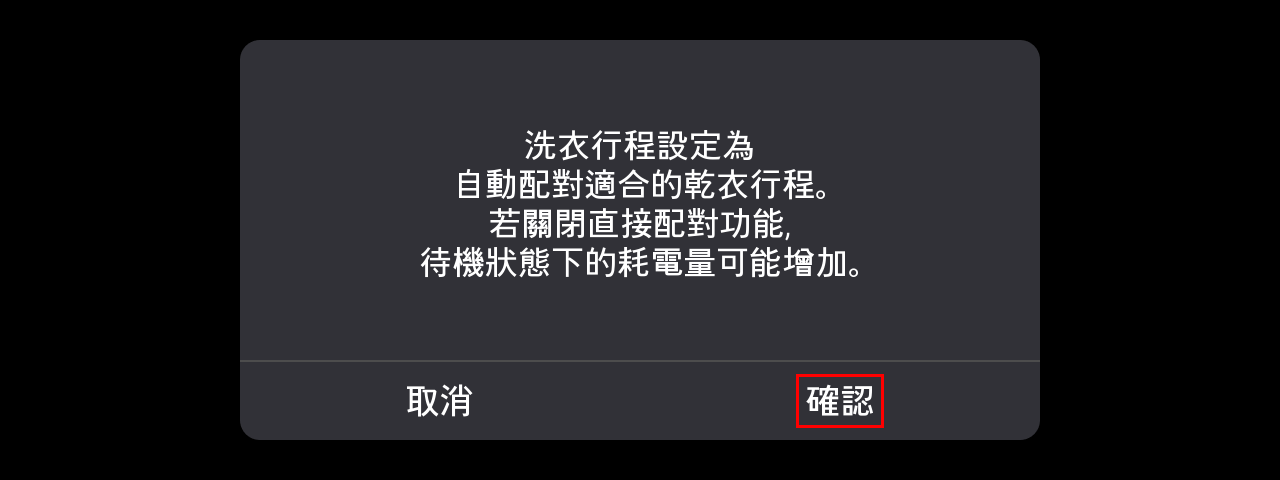 洗衣行程設定為
自動配對適合的乾衣行程。
若關閉直接配對功能,
待機狀態下的耗電量可能增加。
取消
確認